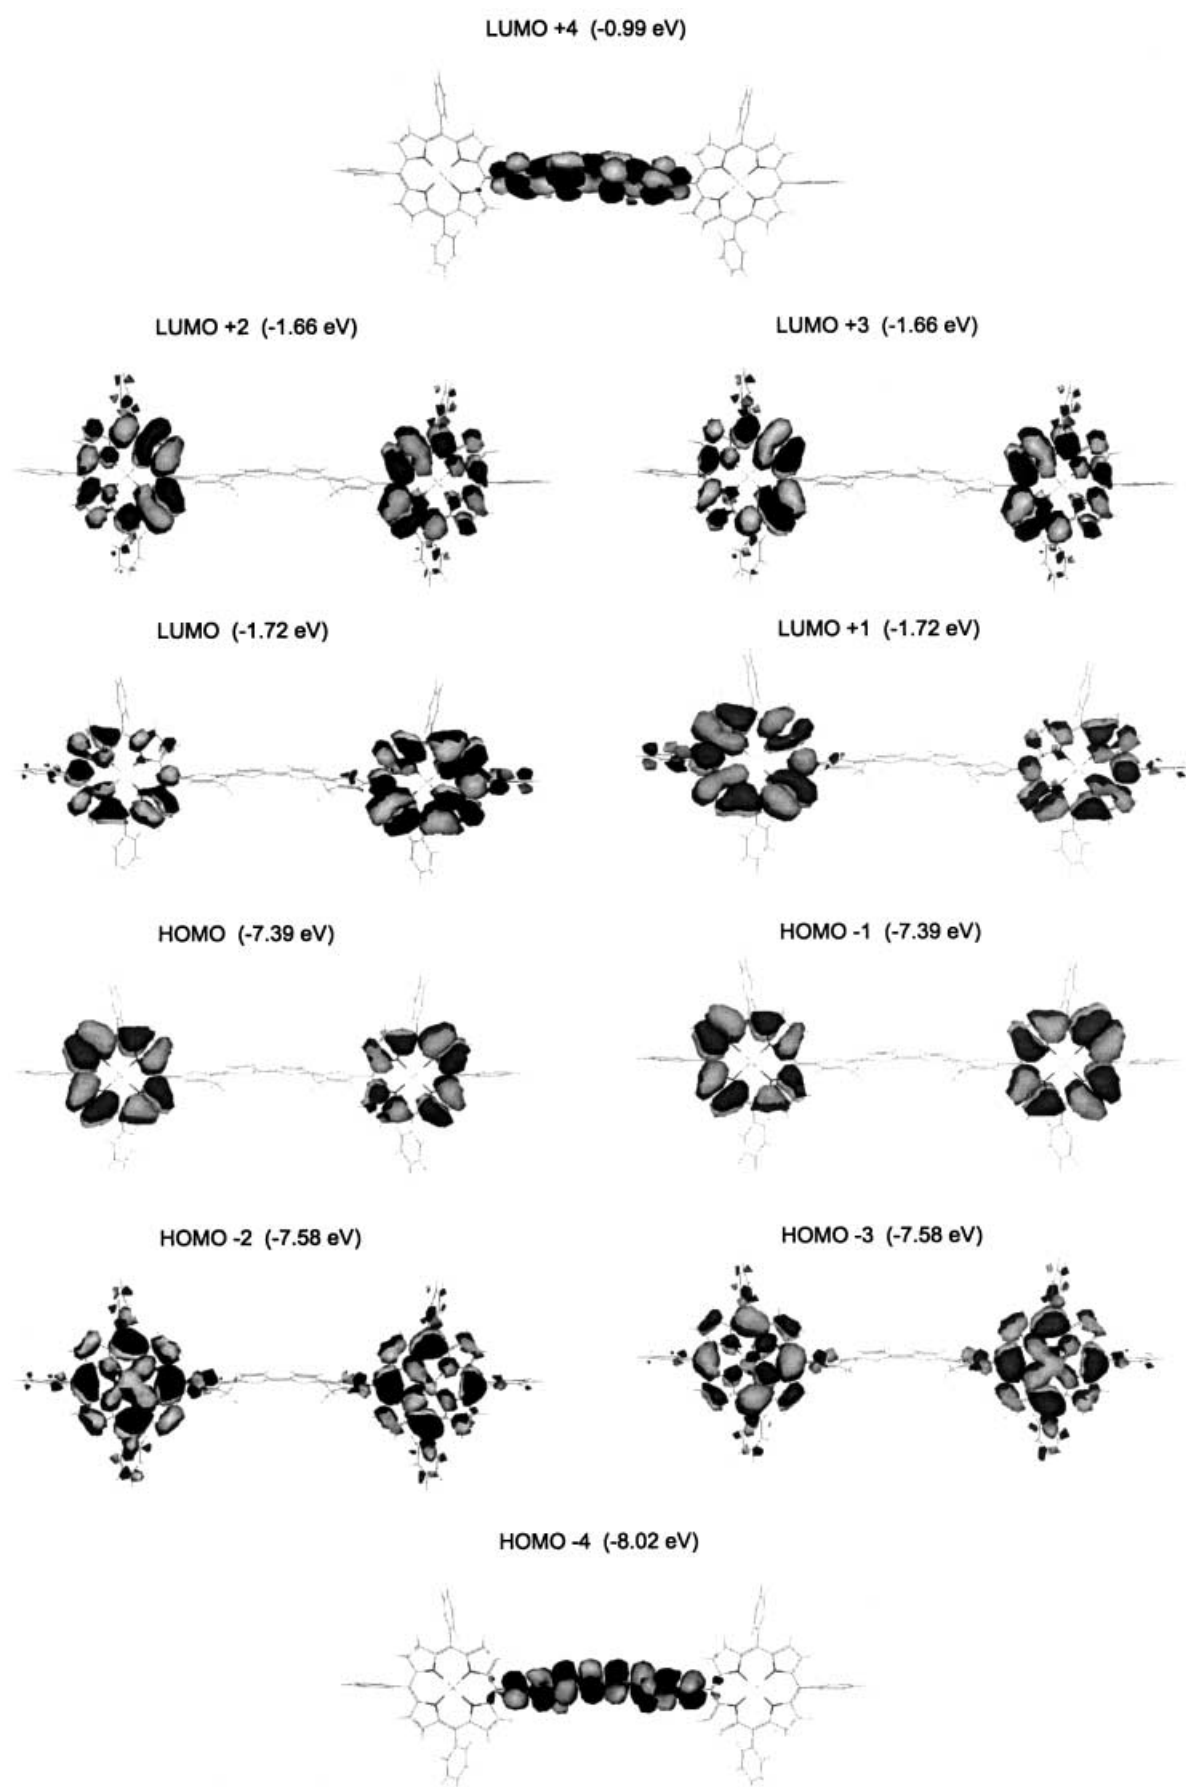 LUMO +4 (-0.99 eV)
LUMO +2 (-1.66 eV)
LUMO +3 (-1.66 eV)
LUMO (-1.72 eV)
LUMO +1 (-1.72 eV)
HOMO (-7.39 eV)
HOMO -1 (-7.39 eV)
HOMO -2 (-7.58 eV)
HOMO -3 (-7.58 eV)
HOMO -4 (-8.02 eV)